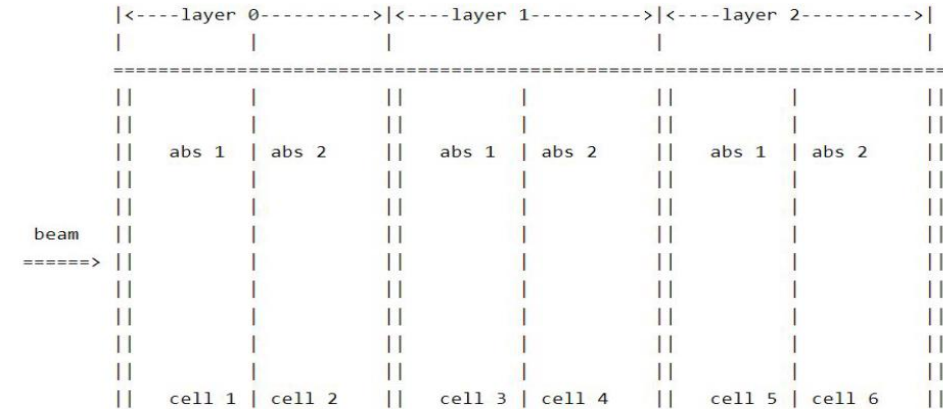 |<----layer 0---------->|<----layer 1---------->|<----layer 2---------->|
|            |            |                        |                        |
==========================================================================
||           |           ||           |           ||           |           ||
||           |           ||           |           ||           |           ||
||   abs 1   | abs 2     ||   abs 1   | abs 2     ||   abs 1   | abs 2     ||
||           |           ||           |           ||           |           ||
||           |           ||           |           ||           |           ||
beam   ||           |           ||           |           ||           |           ||
======> ||           |           ||           |           ||           |           ||
||           |           ||           |           ||           |           ||
||           |           ||           |           ||           |           ||
||           |           ||           |           ||           |           ||
||           |           ||           |           ||           |           ||
||   cell 1 | cell 2    ||   cell 3 | cell 4    ||   cell 5 | cell 6    ||